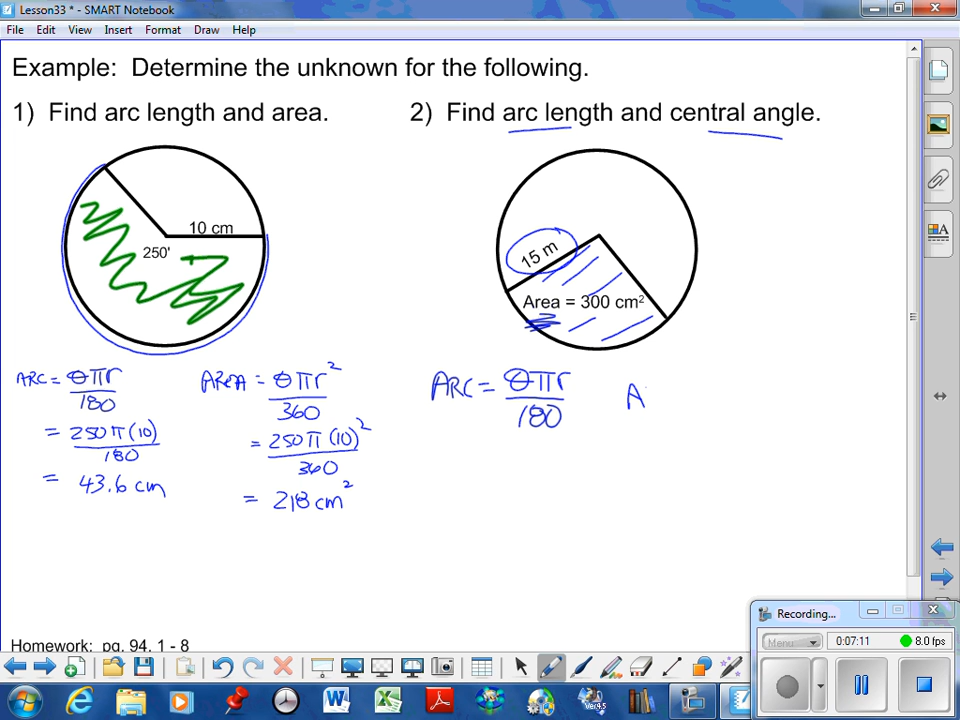 Lesson33 * - SMART Notebook
File Edit View Insert Format Draw Help
Example: Determine the unknown for the following.
1) Find arc length and area.
2) Find arc length and central angle.
10 cm
250'
15 m
Area = 300 cm²
ARC = θπr/180
= 250π(10)/180
= 43.6 cm
AREA = θπr²/360
= 250π(10)²/360
= 218 cm²
ARC = θπr/180
A
Homework: pg. 94, 1 - 8
Recording...
Menu
0:07:11
8.0 fps